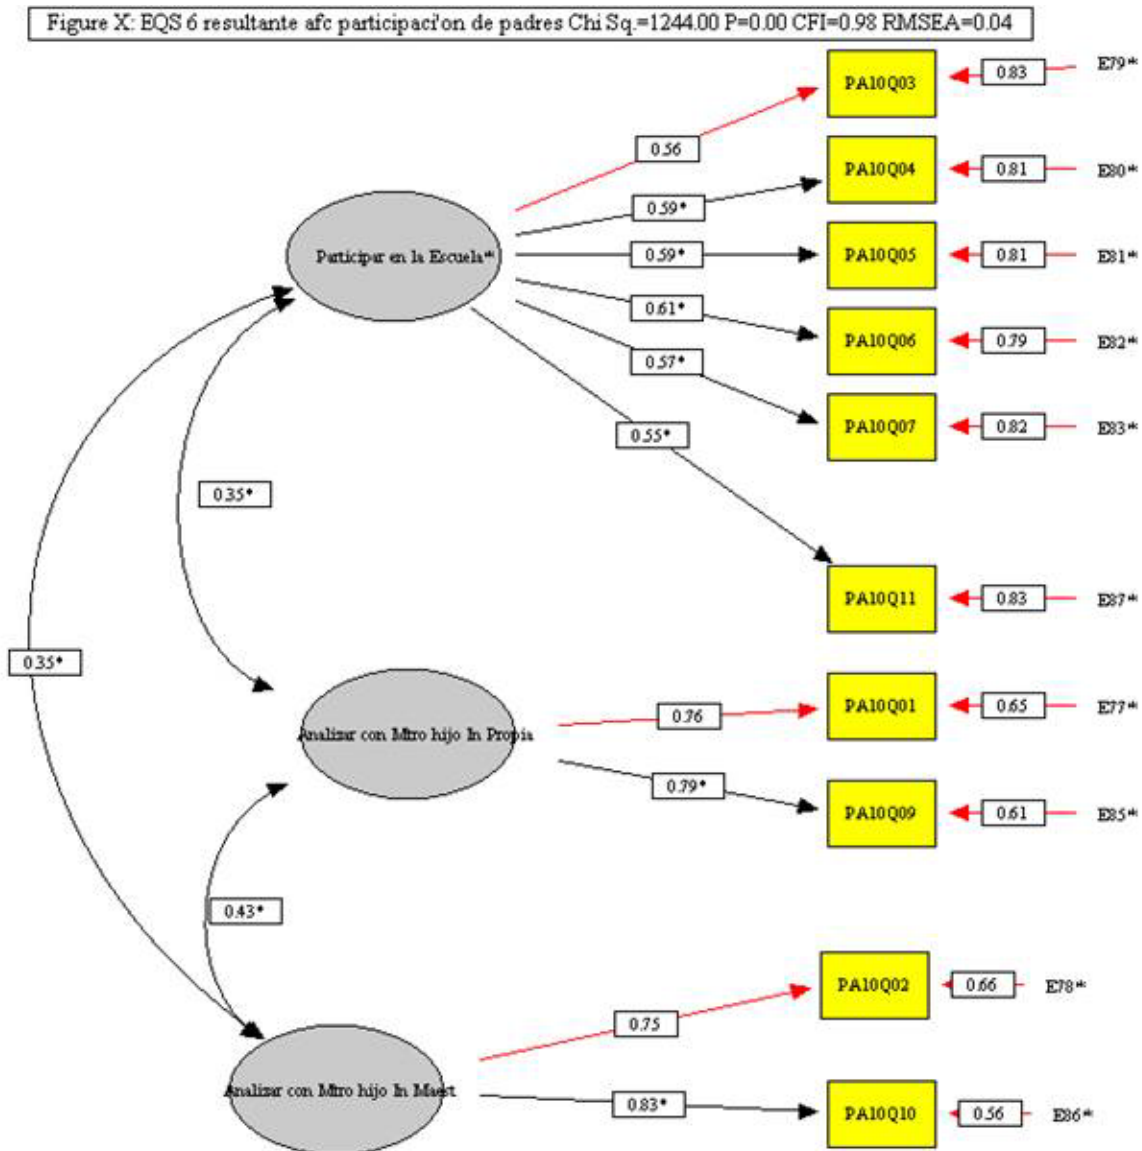 Figure X: EQS 6 resultante afc participaci'on de padres Chi Sq.=1244.00 P=0.00 CFI=0.98 RMSEA=0.04
PA10Q03
0.83
E79*
0.56
PA10Q04
0.81
E80*
0.59*
Participar en la Escuela*
0.59*
PA10Q05
0.81
E81*
0.61*
PA10Q06
0.79
E82*
0.57*
PA10Q07
0.82
E83*
0.55*
0.35*
PA10Q11
0.83
E87*
0.35*
Analizar con Mtro hijo In Propia
0.76
PA10Q01
0.65
E77*
0.79*
PA10Q09
0.61
E85*
0.43*
PA10Q02
0.66
E78*
0.75
Analizar con Mtro hijo In Maest
0.83*
PA10Q10
0.56
E86*